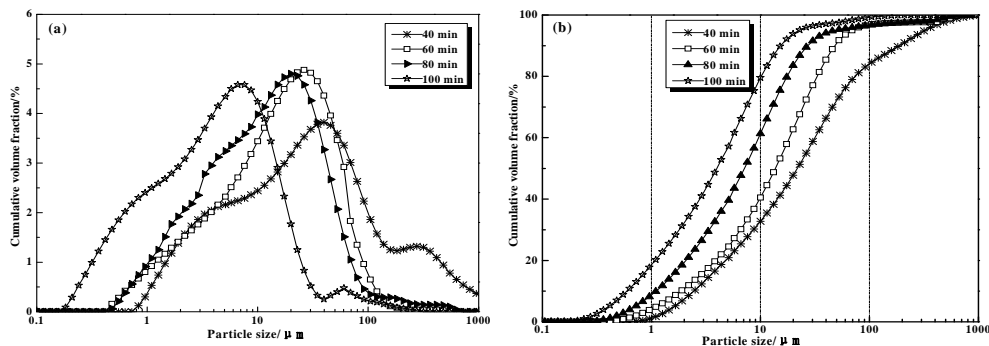 (a)
40 min
60 min
80 min
100 min
Cumulative volume fraction/%
6
5
4
3
2
1
0
0.1 1 10 100 1000
Particle size/ μm
(b)
40 min
60 min
80 min
100 min
Cumulative volume fraction/%
100
80
60
40
20
0
0.1 1 10 100 1000
Particle size/ μm